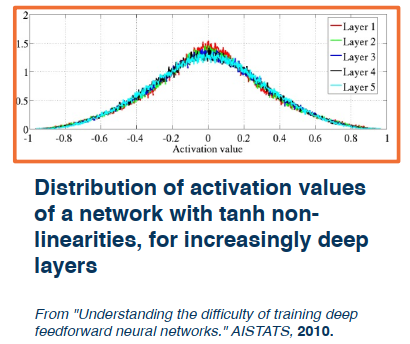 2
1.5
1
0.5
0
-1 -0.8 -0.6 -0.4 -0.2 0 0.2 0.4 0.6 0.8 1
Activation value
Layer 1
Layer 2
Layer 3
Layer 4
Layer 5
Distribution of activation values
of a network with tanh non-
linearities, for increasingly deep
layers
From "Understanding the difficulty of training deep
feedforward neural networks." AISTATS, 2010.